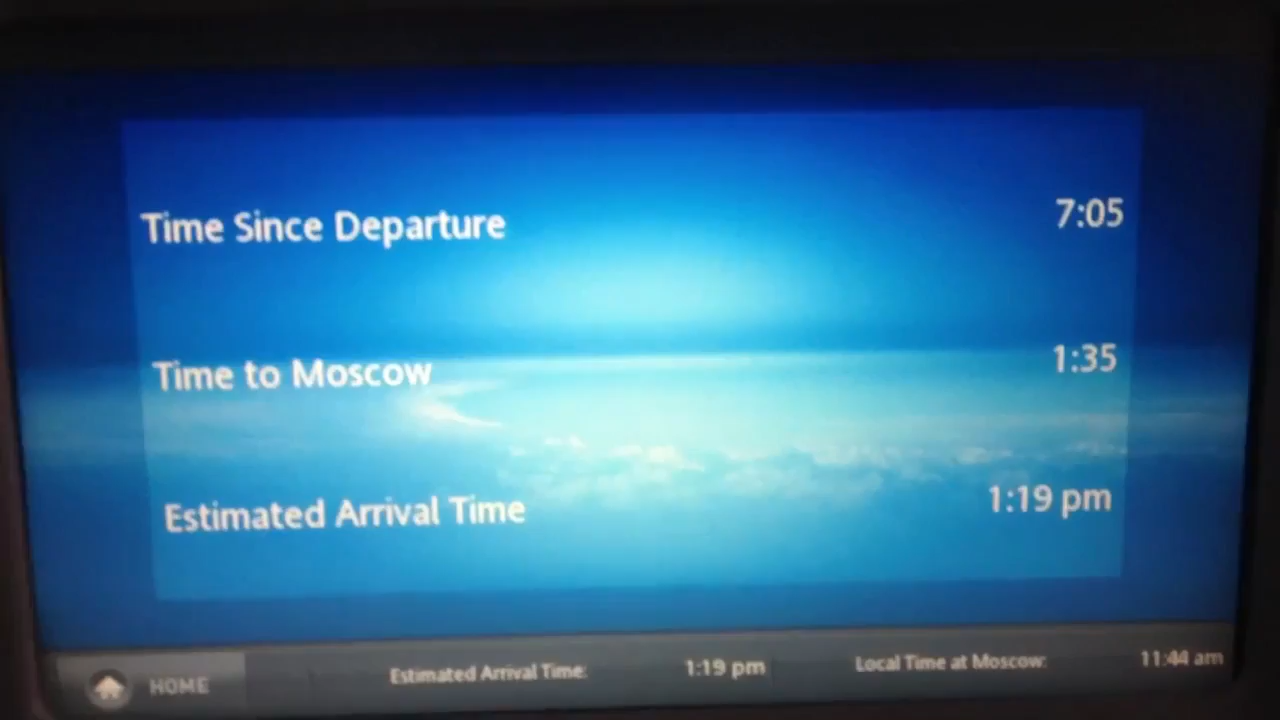 Time Since Departure 7:05
Time to Moscow 1:35
Estimated Arrival Time 1:19 pm
HOME Estimated Arrival Time: 1:19 pm Local Time at Moscow: 11:44 am